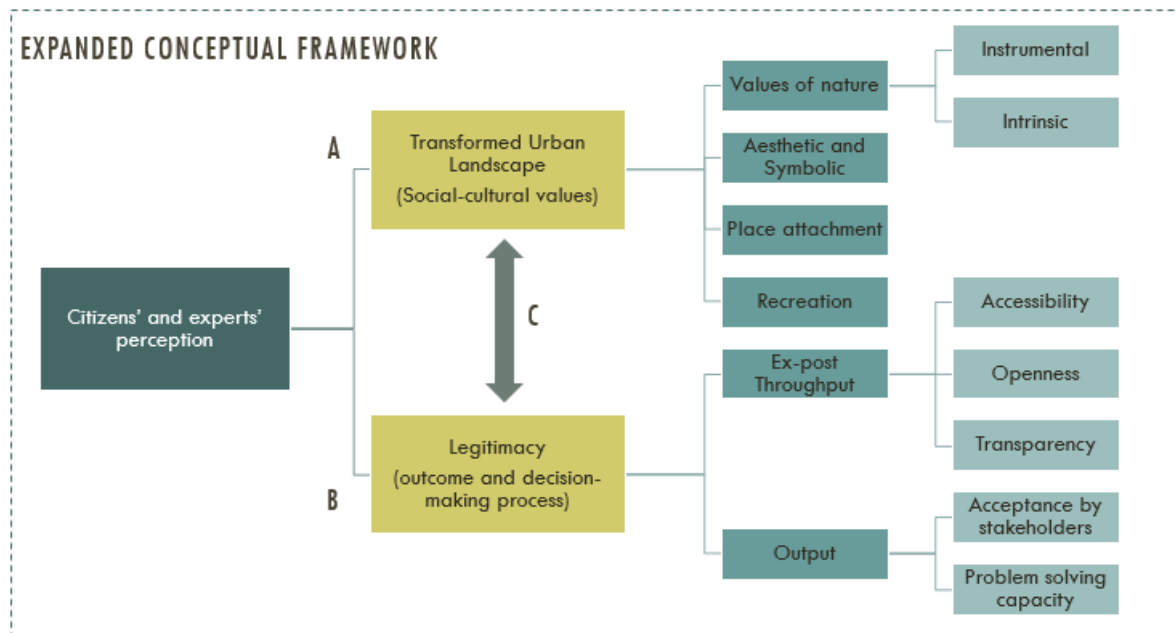 EXPANDED CONCEPTUAL FRAMEWORK
Citizens’ and experts’
perception
A
Transformed Urban
Landscape
(Social-cultural values)
C
B
Legitimacy
(outcome and decision-
making process)
Values of nature
Instrumental
Intrinsic
Aesthetic and
Symbolic
Place attachment
Recreation
Ex-post
Throughput
Accessibility
Openness
Transparency
Output
Acceptance by
stakeholders
Problem solving
capacity